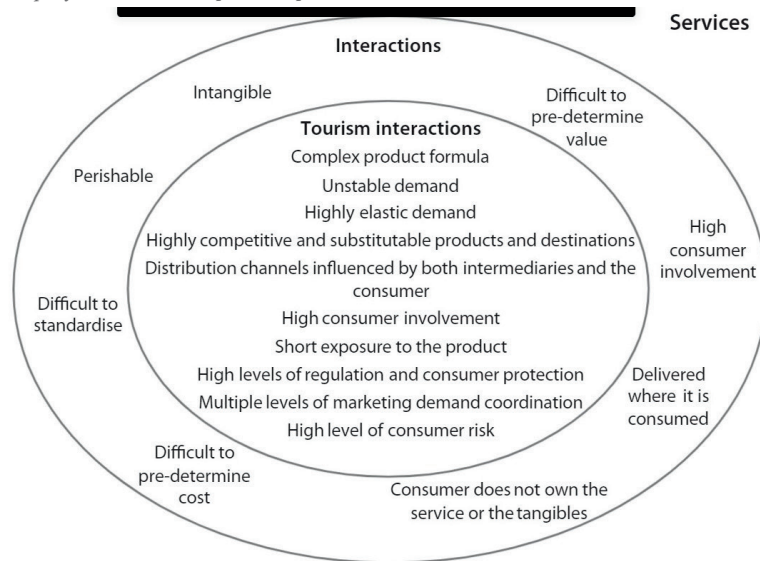 Services
Interactions
Intangible
Difficult to
pre-determine
value
Perishable
High
consumer
involvement
Difficult to
standardise
Delivered
where it is
consumed
Difficult to
pre-determine
cost
Consumer does not own the
service or the tangibles
Tourism interactions
Complex product formula
Unstable demand
Highly elastic demand
Highly competitive and substitutable products and destinations
Distribution channels influenced by both intermediaries and the
consumer
High consumer involvement
Short exposure to the product
High levels of regulation and consumer protection
Multiple levels of marketing demand coordination
High level of consumer risk